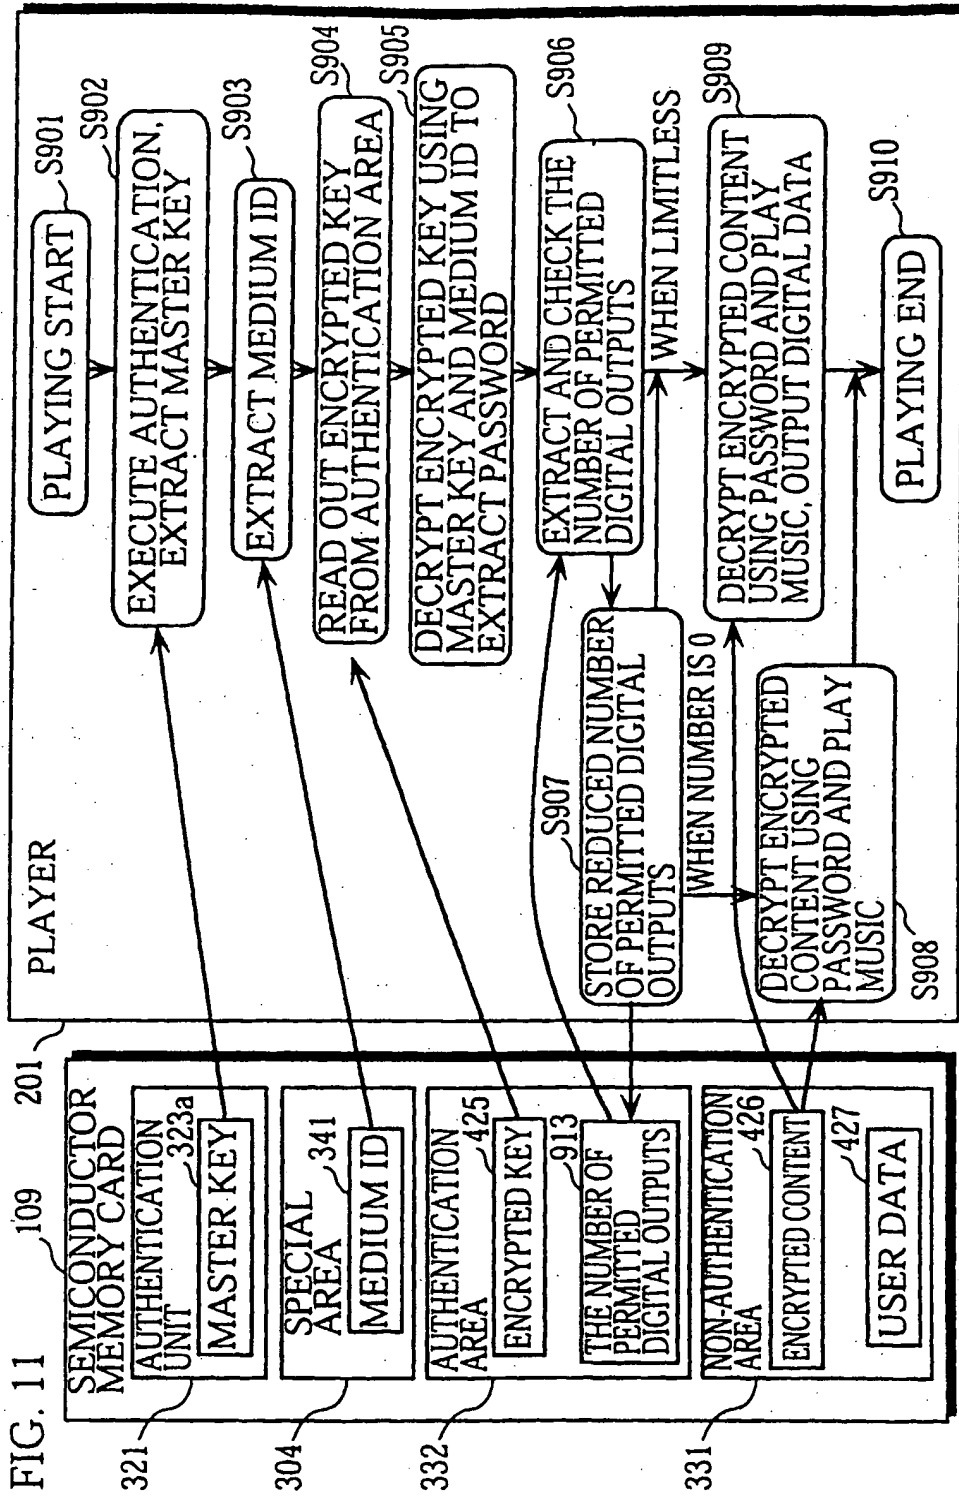 FIG. 11
109
201
SEMICONDUCTOR
MEMORY CARD
321
AUTHENTICATION
UNIT
323a
MASTER KEY
304
SPECIAL
AREA
341
MEDIUM ID
332
AUTHENTICATION
AREA
425
ENCRYPTED KEY
913
THE NUMBER OF
PERMITTED
DIGITAL OUTPUTS
331
NON-AUTHENTICATION
AREA
426
ENCRYPTED CONTENT
427
USER DATA
PLAYER
PLAYING START
S901
EXECUTE AUTHENTICATION,
EXTRACT MASTER KEY
S902
EXTRACT MEDIUM ID
S903
READ OUT ENCRYPTED KEY
FROM AUTHENTICATION AREA
S904
DECRYPT ENCRYPTED KEY USING
MASTER KEY AND MEDIUM ID TO
EXTRACT PASSWORD
S905
EXTRACT AND CHECK THE
NUMBER OF PERMITTED
DIGITAL OUTPUTS
S906
S907
STORE REDUCED NUMBER
OF PERMITTED DIGITAL
OUTPUTS
WHEN LIMITLESS
WHEN NUMBER IS 0
DECRYPT ENCRYPTED
CONTENT USING
PASSWORD AND PLAY
MUSIC
S908
DECRYPT ENCRYPTED CONTENT
USING PASSWORD AND PLAY
MUSIC, OUTPUT DIGITAL DATA
S909
PLAYING END
S910